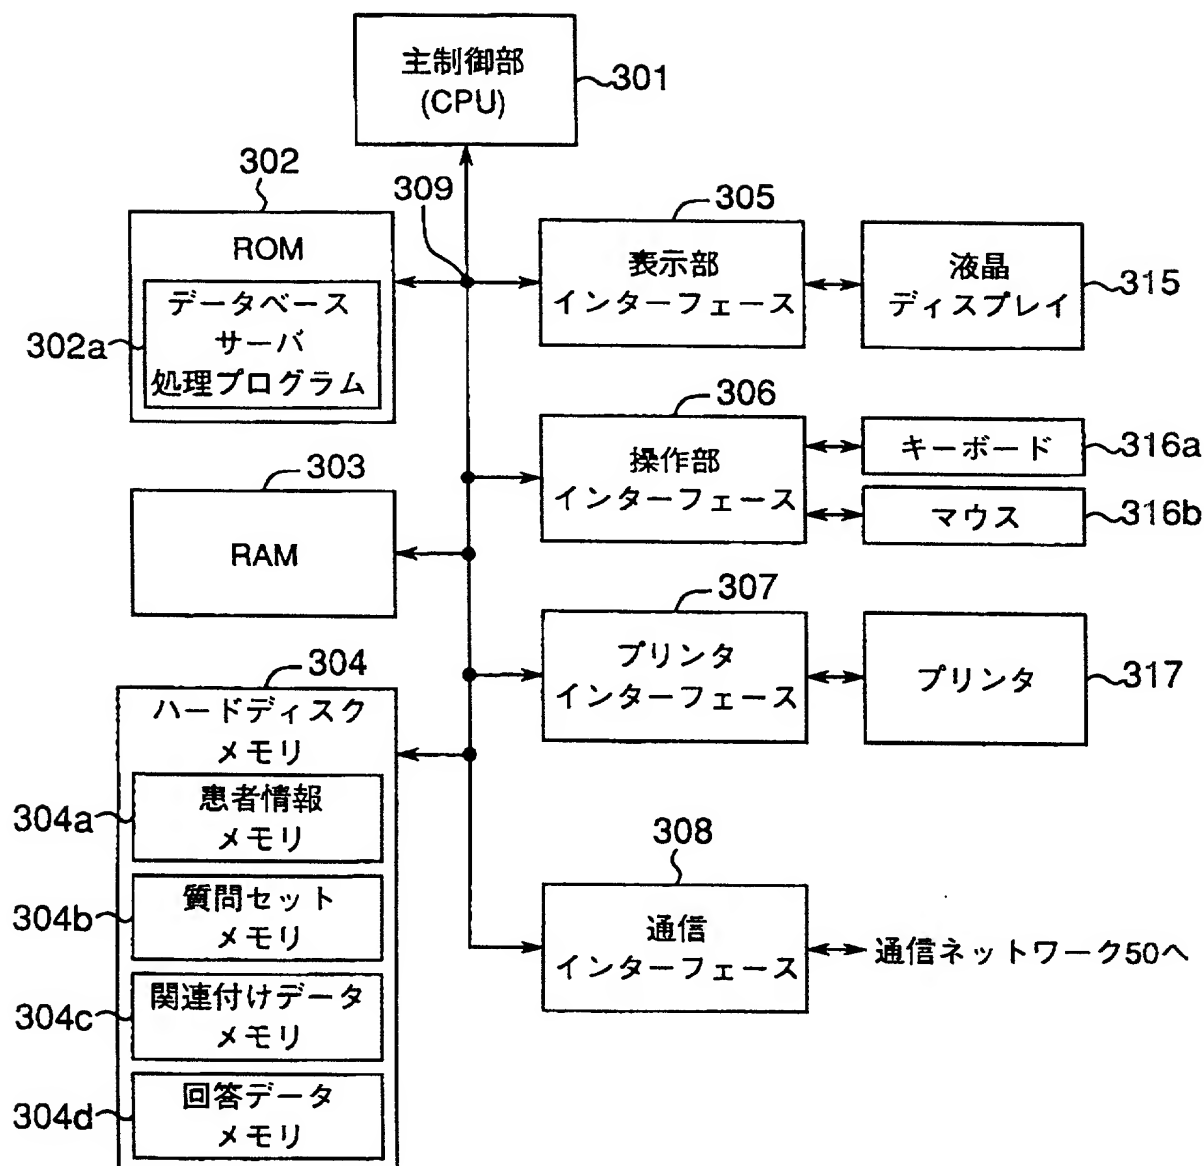 主制御部
(CPU)
301
302
ROM
データベース
サーバ
処理プログラム
302a
309
305
表示部
インターフェース
液晶
ディスプレイ
315
306
操作部
インターフェース
キーボード
316a
マウス
316b
303
RAM
307
プリンタ
インターフェース
プリンタ
317
304
ハードディスク
メモリ
304a
患者情報
メモリ
304b
質問セット
メモリ
304c
関連付けデータ
メモリ
304d
回答データ
メモリ
308
通信
インターフェース
通信ネットワーク50へ